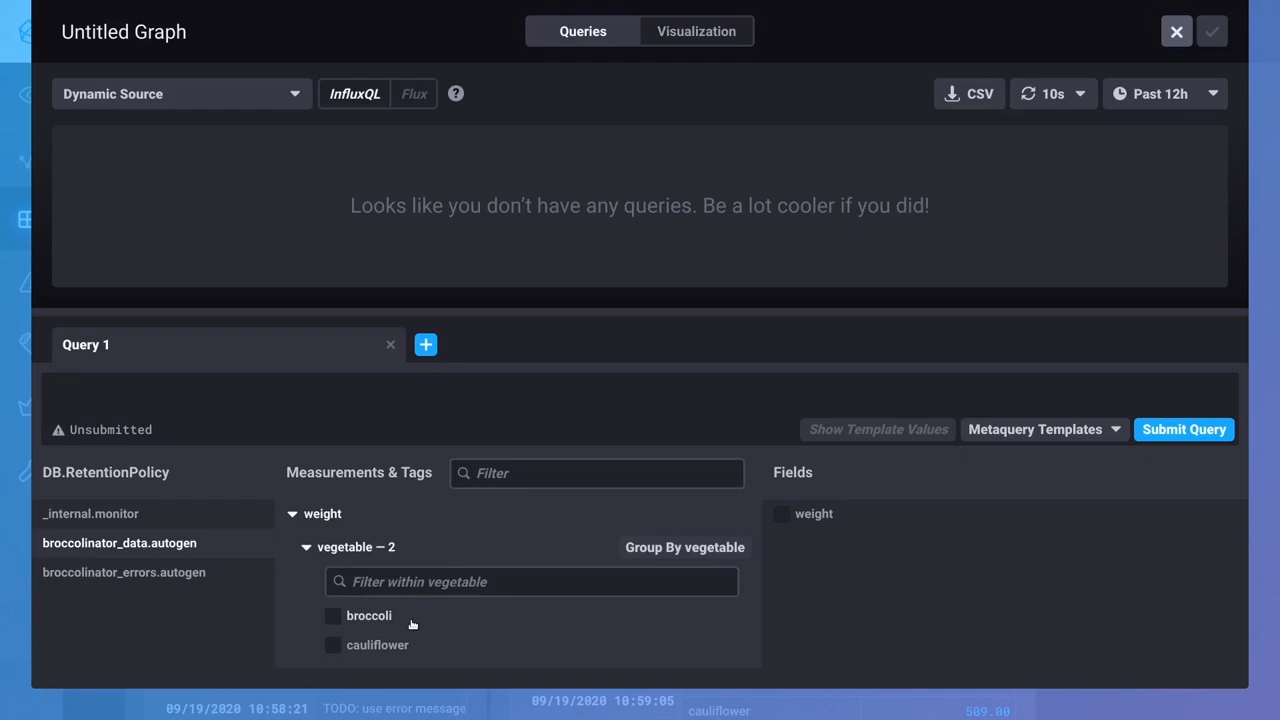 Untitled Graph
Queries
Visualization
Dynamic Source
InfluxQL
Flux
?
CSV
10s
Past 12h
Looks like you don’t have any queries. Be a lot cooler if you did!
Query 1
Unsubmitted
Show Template Values
Metaquery Templates
Submit Query
DB.RetentionPolicy
Measurements & Tags
Filter
Fields
_internal.monitor
weight
weight
broccolinator_data.autogen
vegetable — 2
Group By vegetable
broccolinator_errors.autogen
Filter within vegetable
broccoli
cauliflower
09/19/2020 10:58:21
TODO: use error message
09/19/2020 10:59:05
cauliflower
509.00